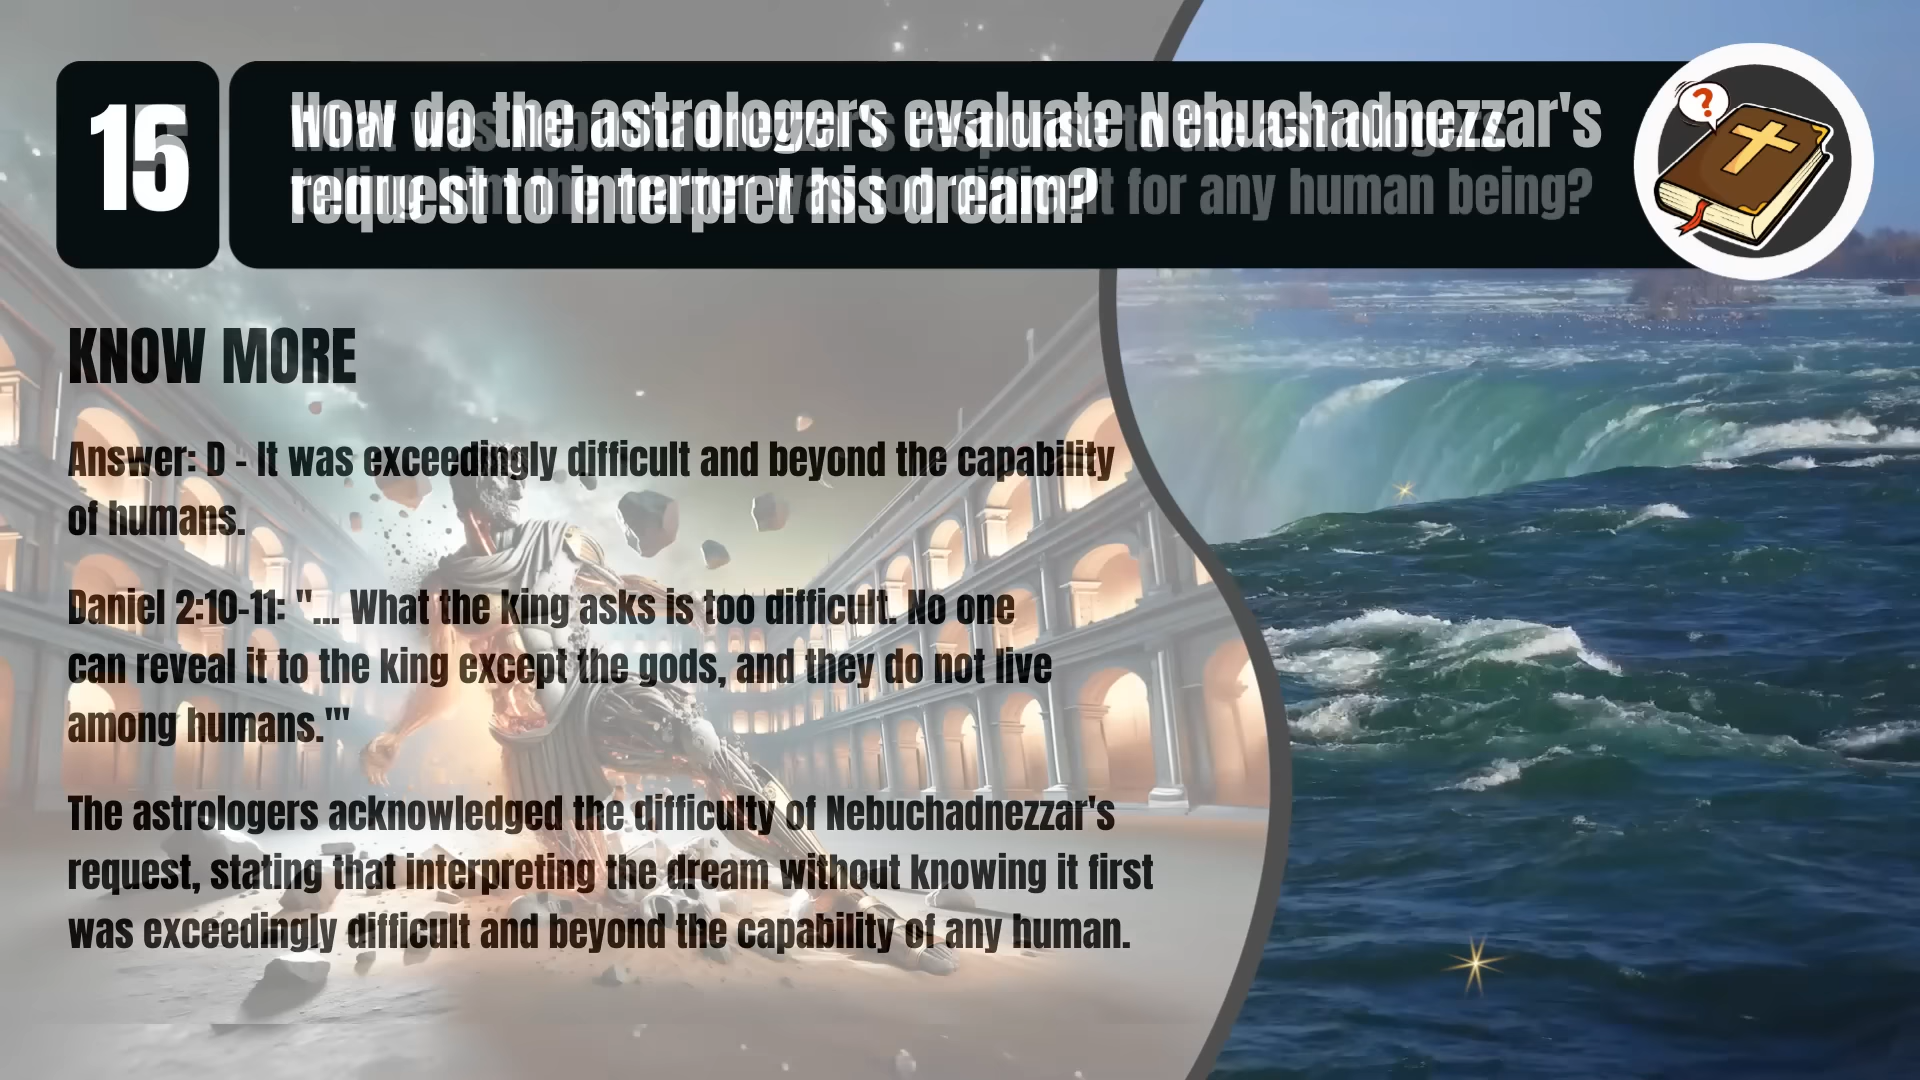 15
How do the astrologers evaluate Nebuchadnezzar's
request to interpret his dream?
for any human being?
?
KNOW MORE
Answer: D - It was exceedingly difficult and beyond the capability
of humans.
Daniel 2:10-11: "... What the king asks is too difficult. No one
can reveal it to the king except the gods, and they do not live
among humans.'"
The astrologers acknowledged the difficulty of Nebuchadnezzar's
request, stating that interpreting the dream without knowing it first
was exceedingly difficult and beyond the capability of any human.